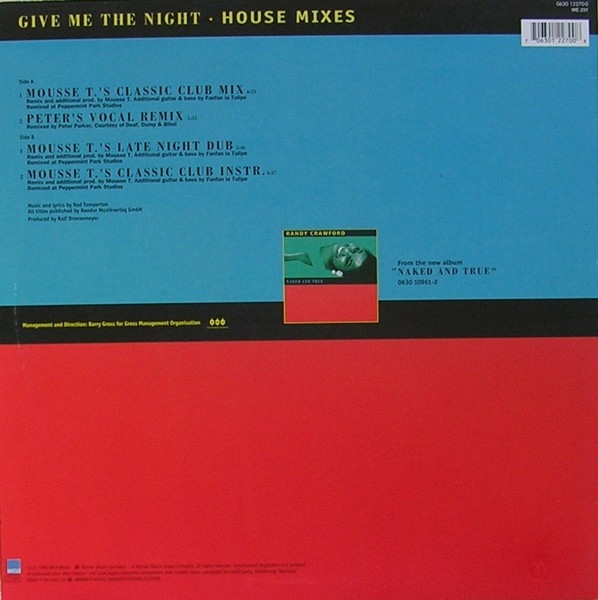 GIVE ME THE NIGHT · HOUSE MIXES
0630 12270-0
WE 251
7 06301 22700 8
Side A
1 MOUSSE T.'S CLASSIC CLUB MIX 6:23
Remix and additional prod. by Mousse T. Additional guitar & bass by Fanfan la Tulipe
Remixed at Peppermint Park Studios
2 PETER'S VOCAL REMIX
Remixed by Peter Parker, Courtesy of Deaf, Dump & Blind
Side B
1 MOUSSE T.'S LATE NIGHT DUB
Remix and additional prod. by Mousse T. Additional guitar & bass by Fanfan la Tulipe
Remixed at Peppermint Park Studios
2 MOUSSE T.'S CLASSIC CLUB INSTR.
Remix and additional prod. by Mousse T. Additional guitar & bass by Fanfan la Tulipe
Remixed at Peppermint Park Studios
Music and lyrics by Rod Temperton
All titles published by Rondor Musikverlag GmbH
Produced by Ralf Droesemeyer
RANDY CRAWFORD
NAKED AND TRUE
From the new album
"NAKED AND TRUE"
0630 10961-2
Management and Direction: Barry Gross for Gross Management Organisation